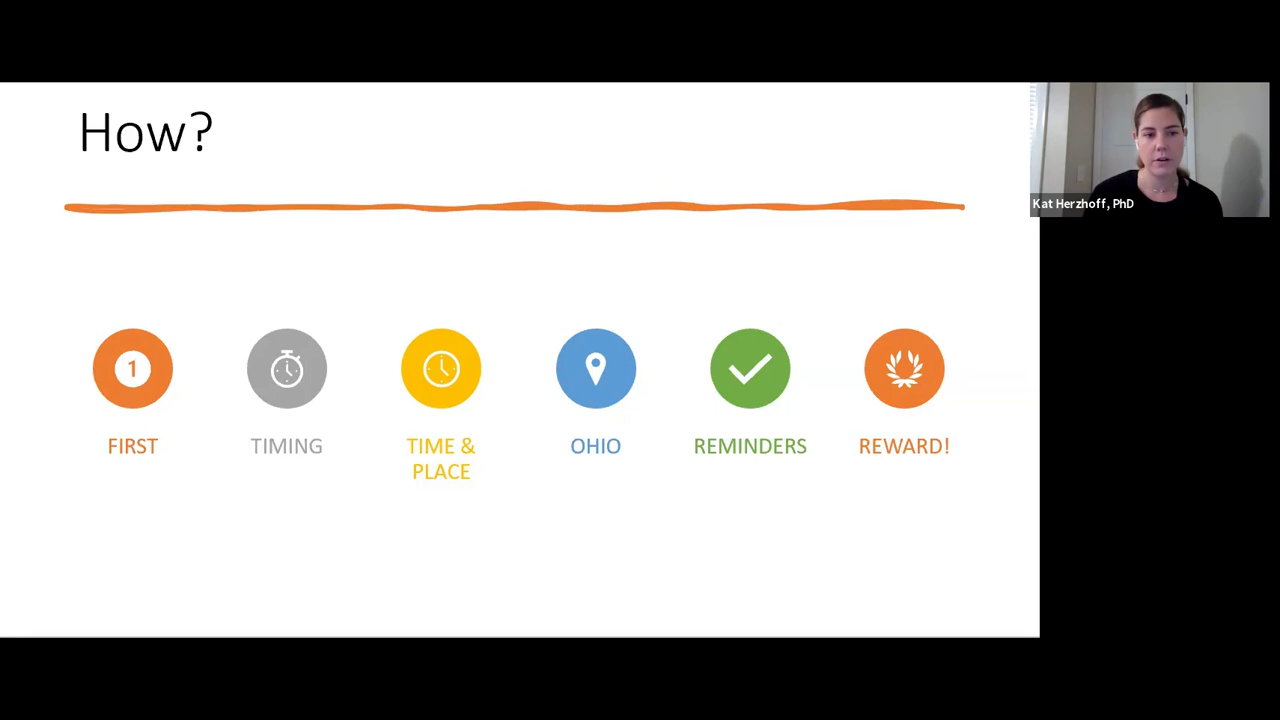 How?
Kat Herzhoff, PhD
1
FIRST
TIMING
TIME &
PLACE
OHIO
REMINDERS
REWARD!